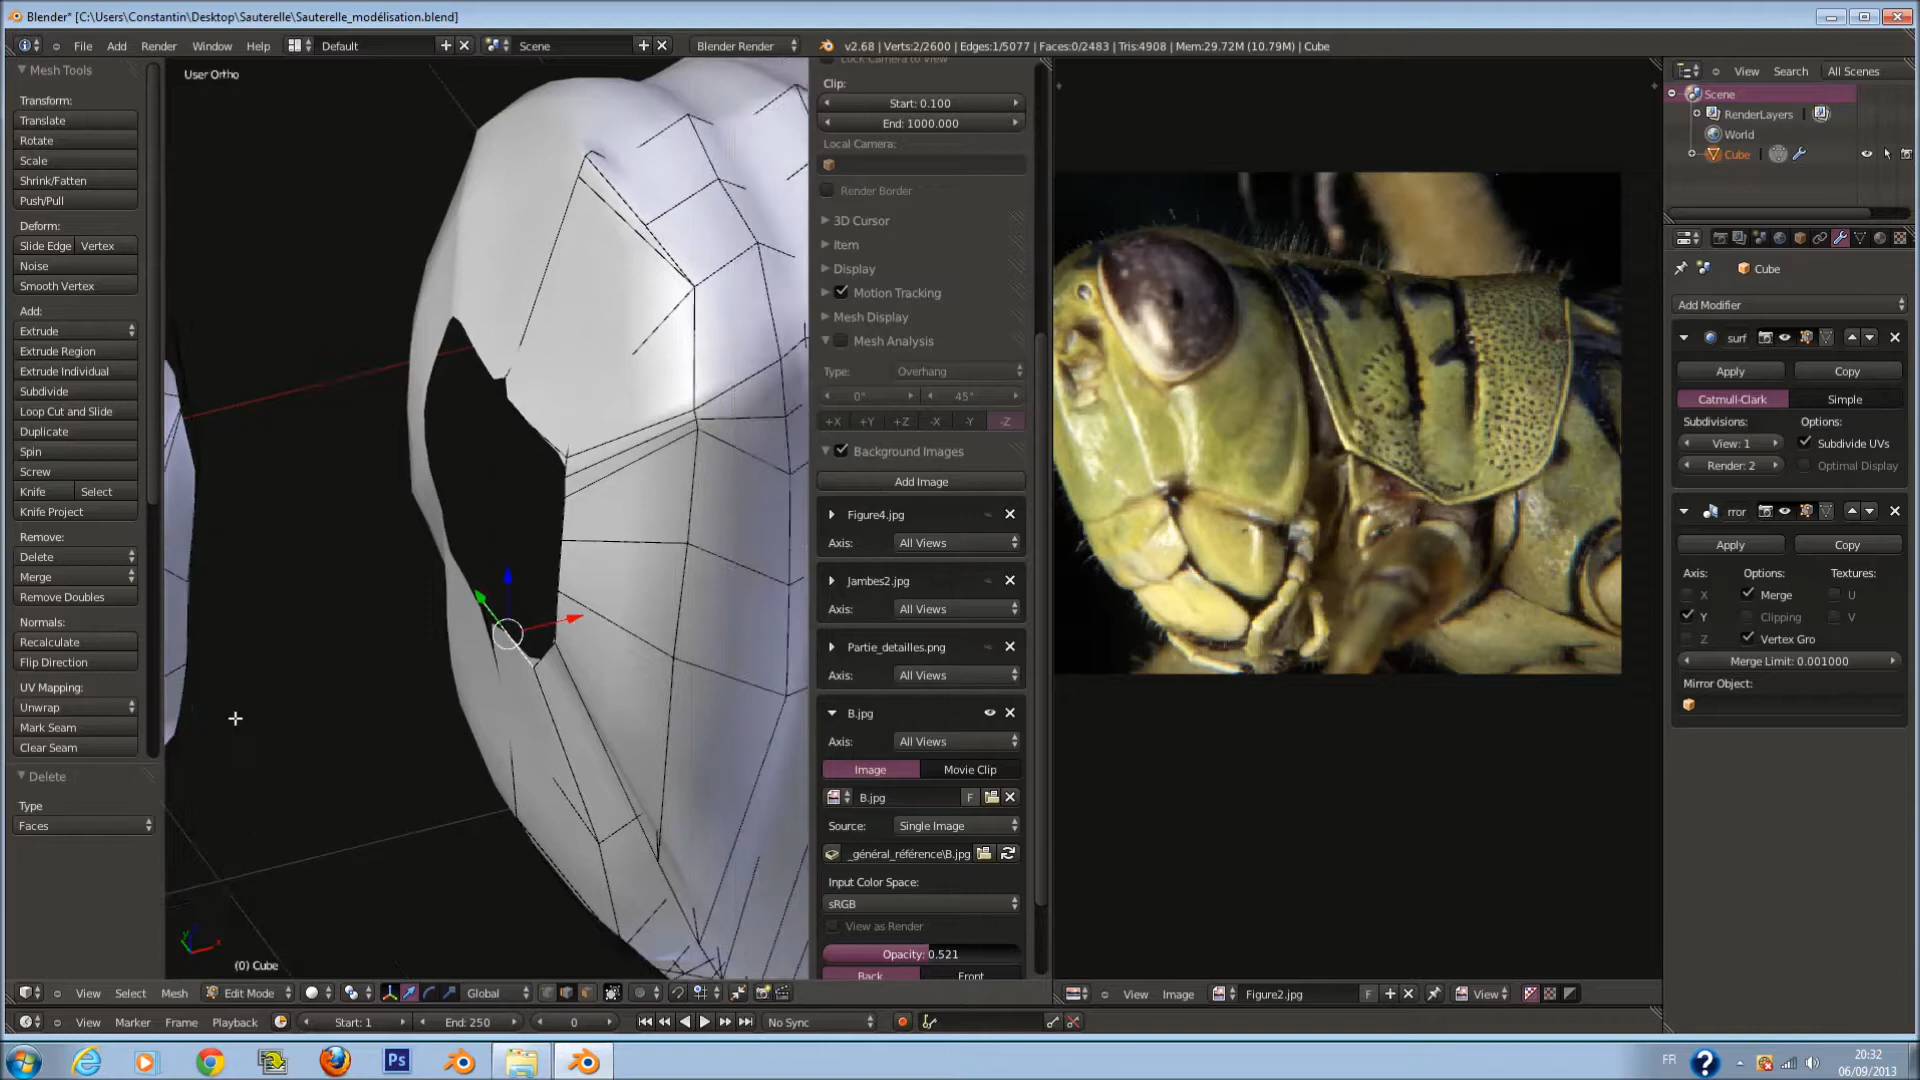 Blender* [C:\Users\Constantin\Desktop\Sauterelle\Sauterelle_modélisation.blend]
File Add Render Window Help Default Scene Blender Render v2.68 | Verts:2/2600 | Edges:1/5077 | Faces:0/2483 | Tris:4908 | Mem:29.72M (10.79M) | Cube
Mesh Tools
Transform:
Translate
Rotate
Scale
Shrink/Fatten
Push/Pull
Deform:
Slide Edge Vertex
Noise
Smooth Vertex
Add:
Extrude
Extrude Region
Extrude Individual
Subdivide
Loop Cut and Slide
Duplicate
Spin
Screw
Knife Select
Knife Project
Remove:
Delete
Merge
Remove Doubles
Normals:
Recalculate
Flip Direction
UV Mapping:
Unwrap
Mark Seam
Clear Seam
Delete
Type
Faces
User Ortho
(0) Cube
Lock Camera to View
Clip:
Start: 0.100
End: 1000.000
Local Camera:
Render Border
3D Cursor
Item
Display
Motion Tracking
Mesh Display
Mesh Analysis
Type: Overhang
0° 45°
+X +Y +Z -X -Y -Z
Background Images
Add Image
Figure4.jpg
Axis: All Views
Jambes2.jpg
Axis: All Views
Partie_detailles.png
Axis: All Views
B.jpg
Axis: All Views
Image Movie Clip
B.jpg F
Source: Single Image
_général_référence\B.jpg
Input Color Space:
sRGB
View as Render
Opacity: 0.521
Back Front
View Search All Scenes
Scene
RenderLayers
World
Cube
Cube
Add Modifier
surf
Apply Copy
Catmull-Clark Simple
Subdivisions: Options:
View: 1 Subdivide UVs
Render: 2 Optimal Display
rror
Apply Copy
Axis: Options: Textures:
X Merge U
Y Clipping V
Z Vertex Gro
Merge Limit: 0.001000
Mirror Object:
View Select Mesh Edit Mode Global
View Image Figure2.jpg F View
View Marker Frame Playback Start: 1 End: 250 0 No Sync
Ps
FR
20:32
06/09/2013